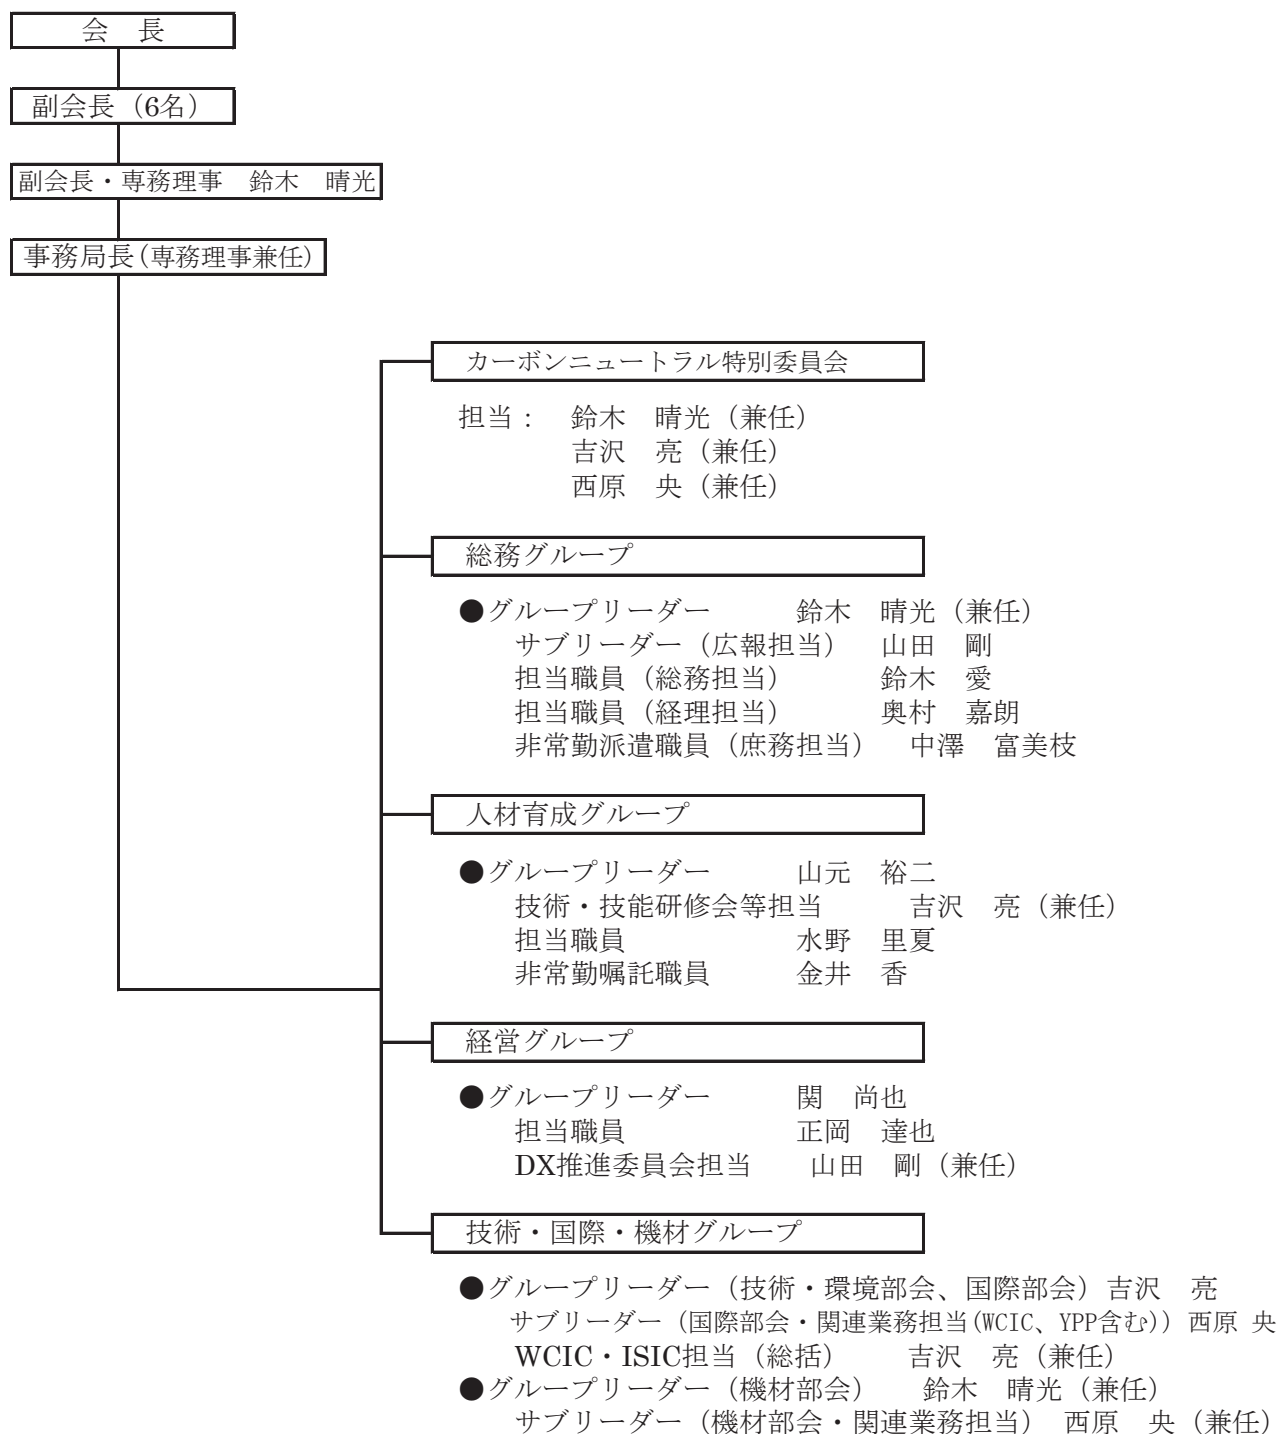 会　長
副会長（6名）
副会長・専務理事　鈴木　晴光
事務局長(専務理事兼任)
カーボンニュートラル特別委員会
担当：　鈴木　晴光（兼任）
吉沢　亮（兼任）
西原　央（兼任）
総務グループ
●グループリーダー　　　鈴木　晴光（兼任）
サブリーダー（広報担当）　山田　剛
担当職員（総務担当）　　　鈴木　愛
担当職員（経理担当）　　　奥村　嘉朗
非常勤派遣職員（庶務担当）　中澤　富美枝
人材育成グループ
●グループリーダー　　　山元　裕二
技術・技能研修会等担当　　　吉沢　亮（兼任）
担当職員　　　　　　水野　里夏
非常勤嘱託職員　　　金井　香
経営グループ
●グループリーダー　　　関　尚也
担当職員　　　　　　正岡　達也
DX推進委員会担当　　山田　剛（兼任）
技術・国際・機材グループ
●グループリーダー（技術・環境部会、国際部会）吉沢　亮
サブリーダー（国際部会・関連業務担当(WCIC、YPP含む)）西原 央
WCIC・ISIC担当（総括）　　吉沢　亮（兼任）
●グループリーダー（機材部会）　鈴木　晴光（兼任）
サブリーダー（機材部会・関連業務担当）　西原　央（兼任）